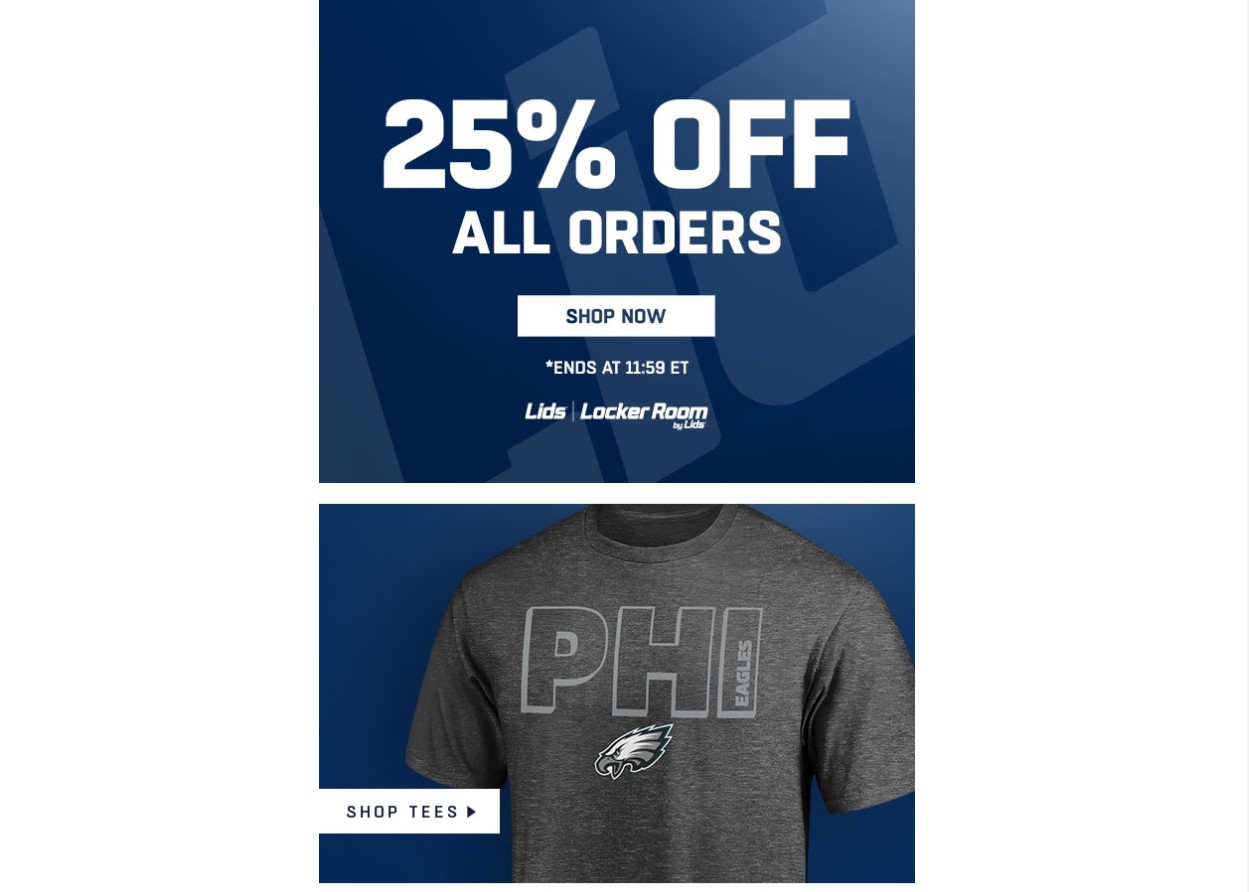 25% OFF
ALL ORDERS
SHOP NOW
*ENDS AT 11:59 ET
Lids | Locker Room
by Lids
PHI
EAGLES
SHOP TEES